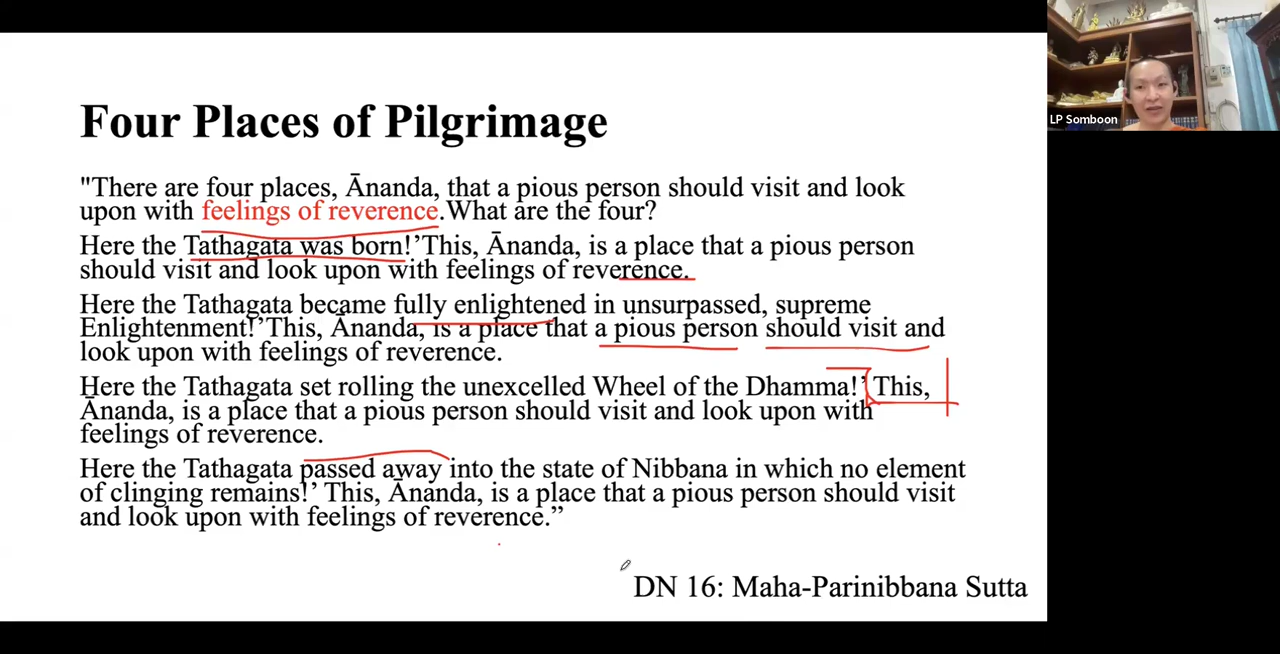 Four Places of Pilgrimage
"There are four places, Ānanda, that a pious person should visit and look
upon with feelings of reverence.What are the four?
Here the Tathagata was born!’This, Ānanda, is a place that a pious person
should visit and look upon with feelings of reverence.
Here the Tathagata became fully enlightened in unsurpassed, supreme
Enlightenment!’This, Ānanda, is a place that a pious person should visit and
look upon with feelings of reverence.
Here the Tathagata set rolling the unexcelled Wheel of the Dhamma!’ This,
Ānanda, is a place that a pious person should visit and look upon with
feelings of reverence.
Here the Tathagata passed away into the state of Nibbana in which no element
of clinging remains!’ This, Ānanda, is a place that a pious person should visit
and look upon with feelings of reverence.”
DN 16: Maha-Parinibbana Sutta
LP Somboon